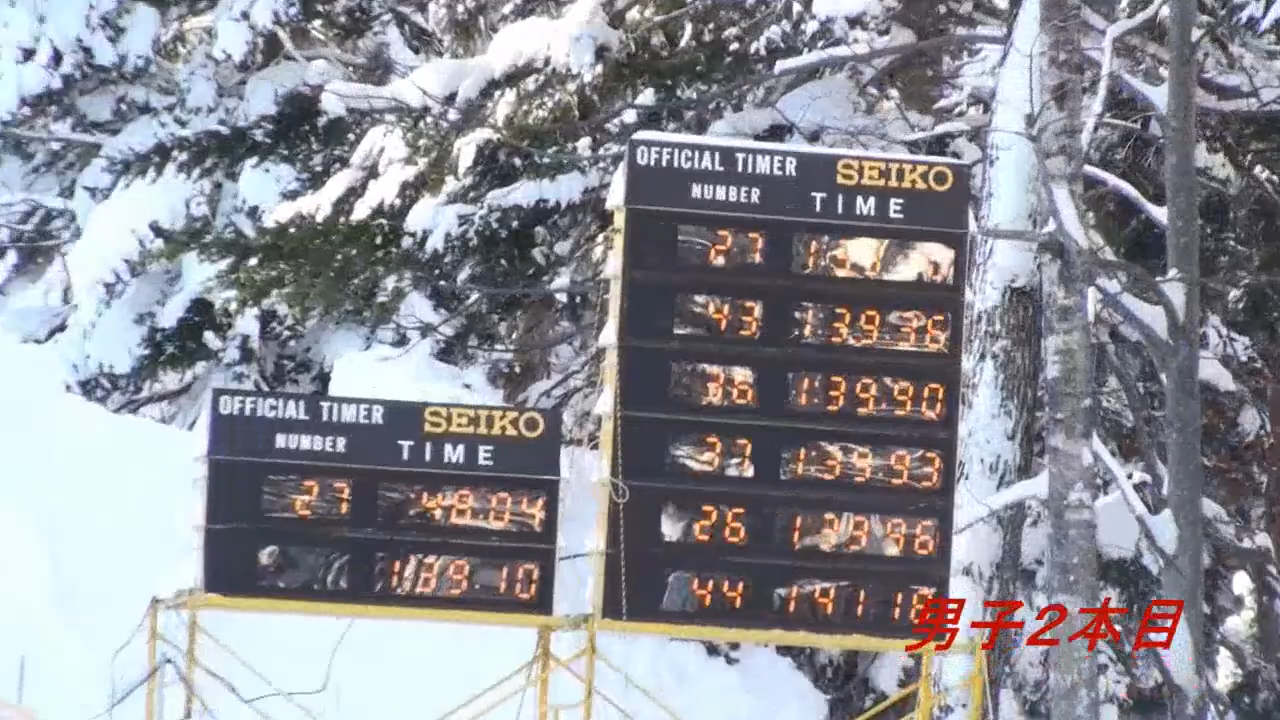 OFFICIAL TIMER SEIKO
NUMBER TIME
27 48.04
1 39 10
OFFICIAL TIMER SEIKO
NUMBER TIME
27
43 1 39 36
36 1 39 90
37 1 39 93
26 1 39 96
44 1 41 18
男子2本目